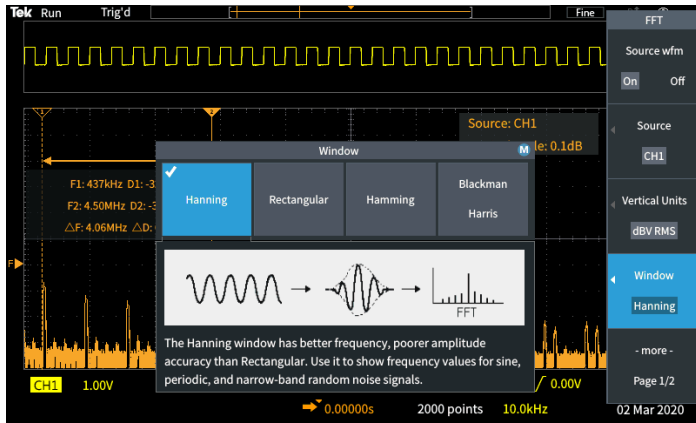 Tek Run Trig'd Fine
FFT
Source wfm
On Off
Source
CH1
Vertical Units
dBV RMS
Window
Hanning
- more -
Page 1/2
1 2
Source: CH1
le: 0.1dB
F1: 437kHz D1: -3
F2: 4.50MHz D2: -3
△F: 4.06MHz △D:
Window M
Hanning Rectangular Hamming Blackman
Harris
FFT
The Hanning window has better frequency, poorer amplitude
accuracy than Rectangular. Use it to show frequency values for sine,
periodic, and narrow-band random noise signals.
F
CH1 1.00V 0.00V
0.00000s 2000 points 10.0kHz 02 Mar 2020